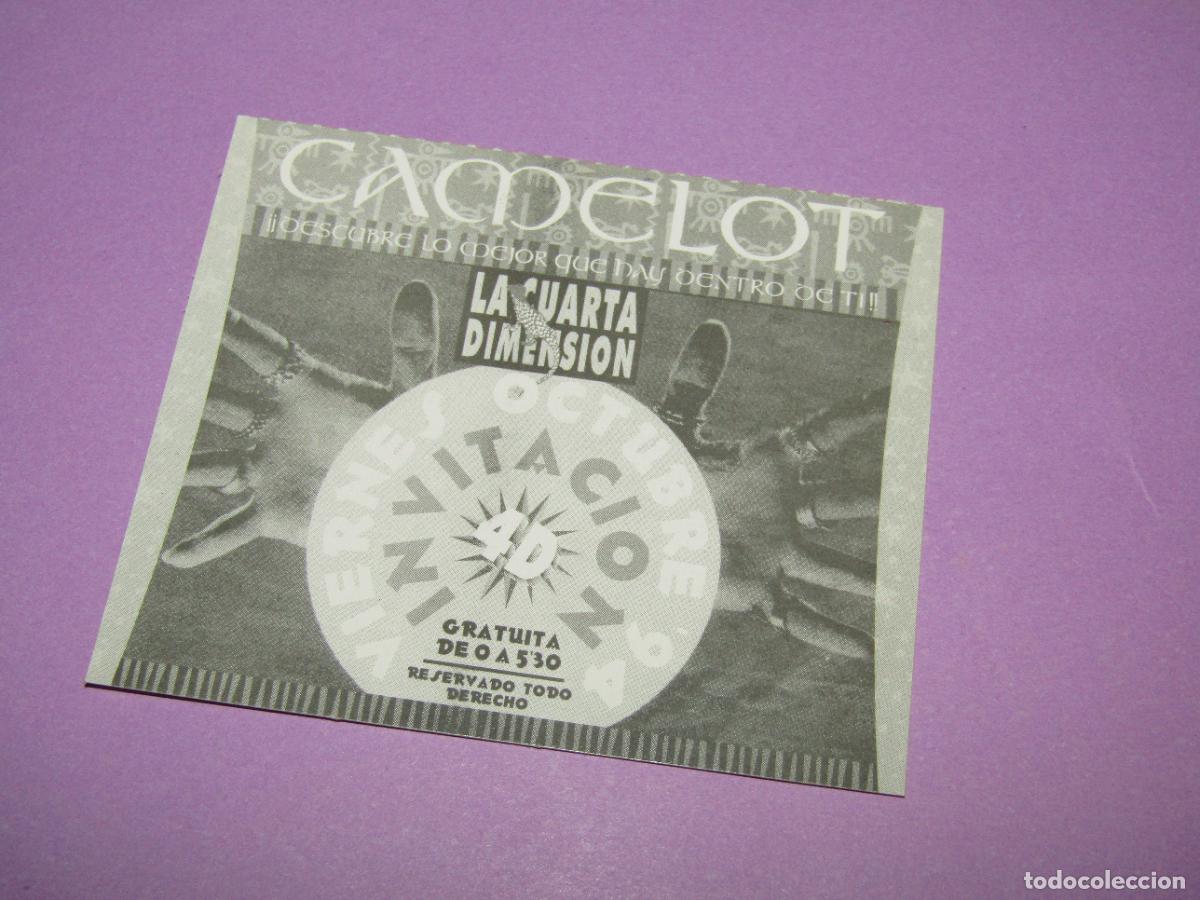 CAMELOT
¡¡DESCUBRE LO MEJOR QUE HAY DENTRO DE TI!!
LA CUARTA
DIMENSION
VIERNES OCTUBRE '94
INVITACION
4D
GRATUITA
DE 0 A 5'30
RESERVADO TODO
DERECHO
todocoleccion